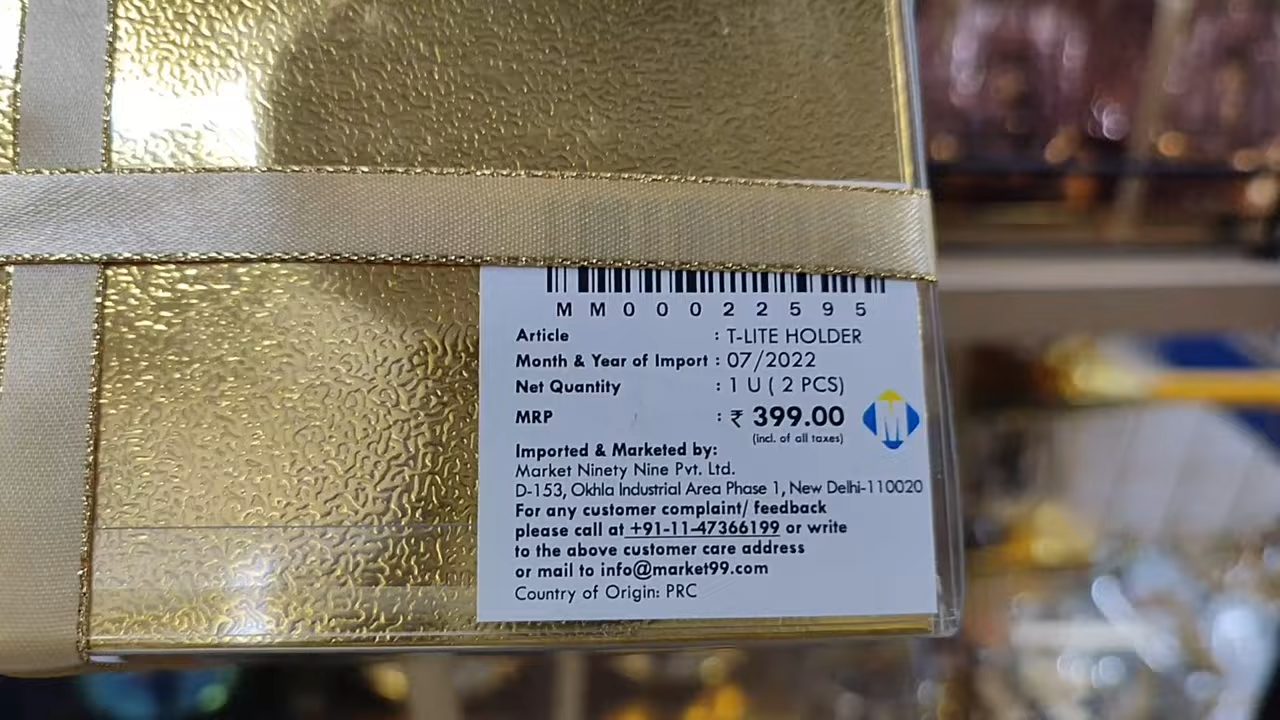 MM00022595
Article : T-LITE HOLDER
Month & Year of Import : 07/2022
Net Quantity : 1 U ( 2 PCS)
MRP : ₹ 399.00
(incl. of all taxes)
M
Imported & Marketed by:
Market Ninety Nine Pvt. Ltd.
D-153, Okhla Industrial Area Phase 1, New Delhi-110020
For any customer complaint/ feedback
please call at +91-11-47366199 or write
to the above customer care address
or mail to info@market99.com
Country of Origin: PRC